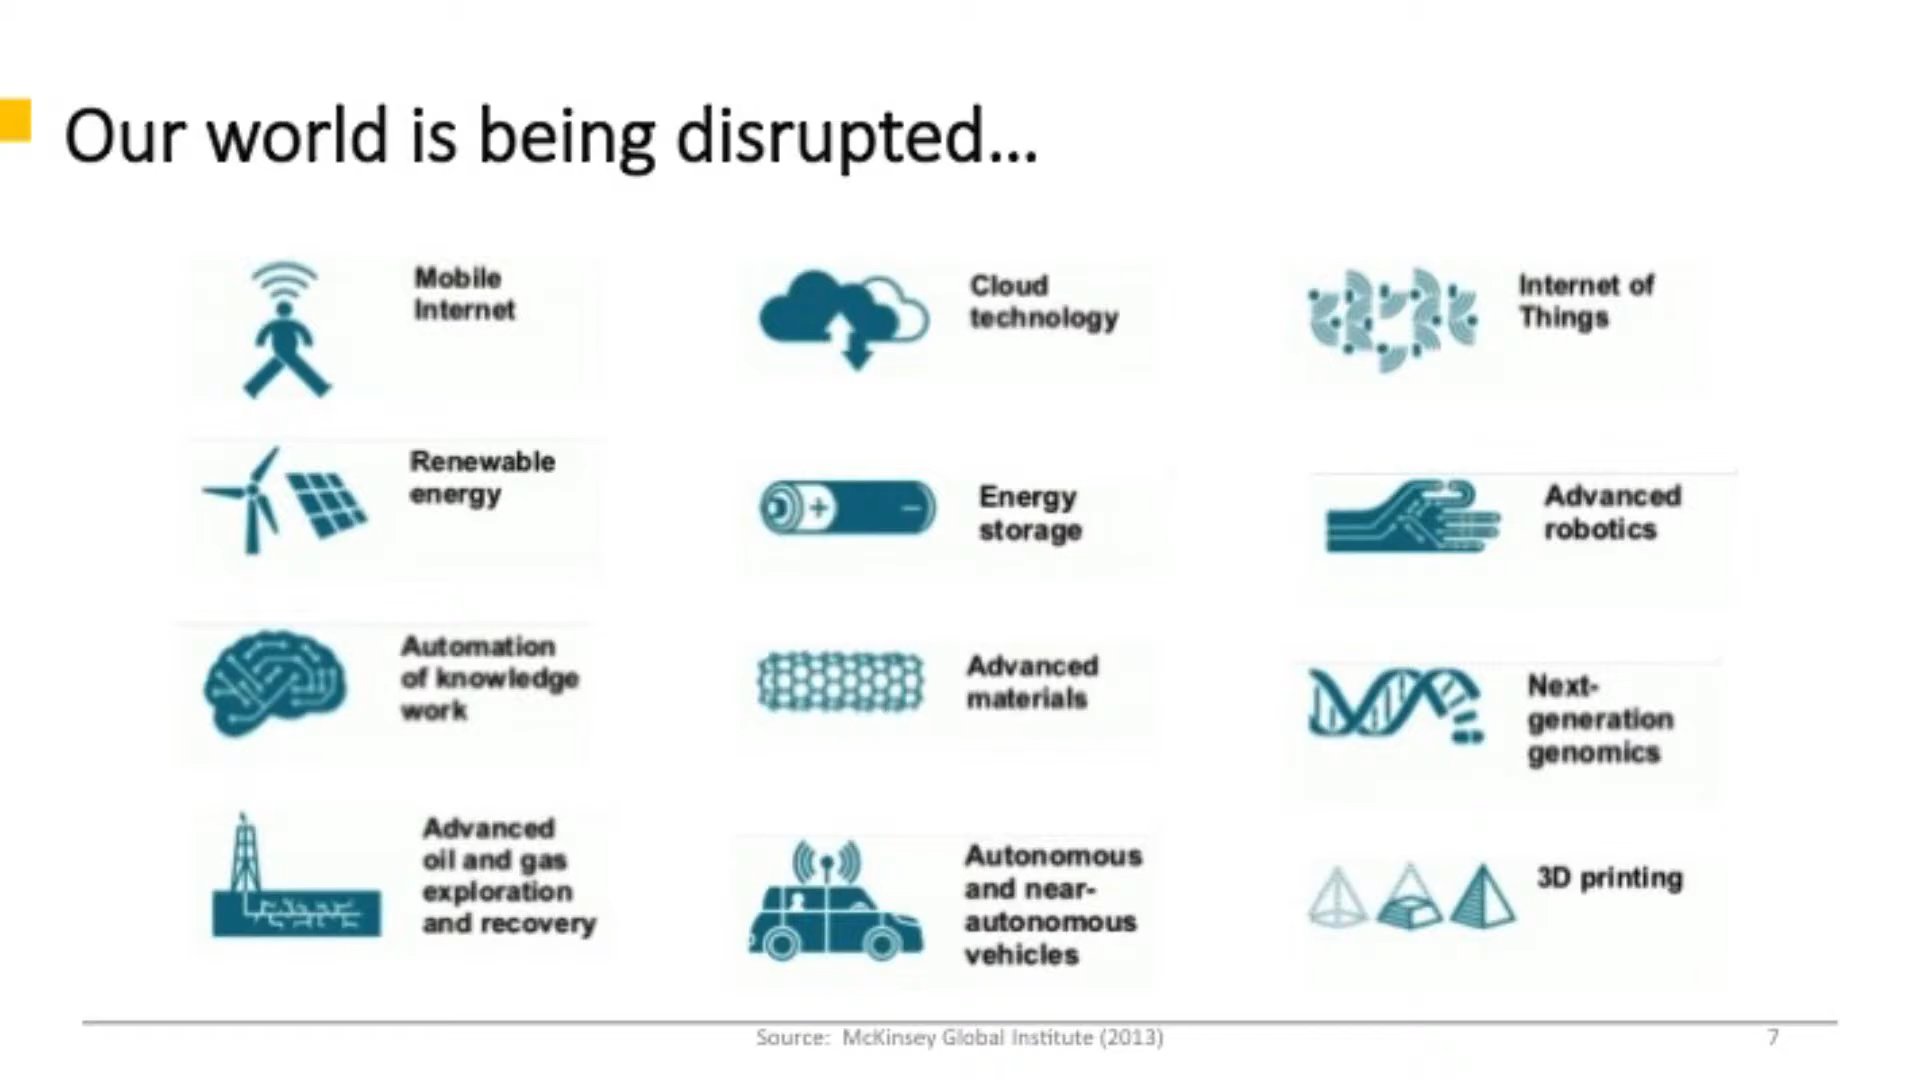 Our world is being disrupted...
Mobile
Internet
Cloud
technology
Internet of
Things
Renewable
energy
Energy
storage
Advanced
robotics
Automation
of knowledge
work
Advanced
materials
Next-
generation
genomics
Advanced
oil and gas
exploration
and recovery
Autonomous
and near-
autonomous
vehicles
3D printing
Source: McKinsey Global Institute (2013)
7